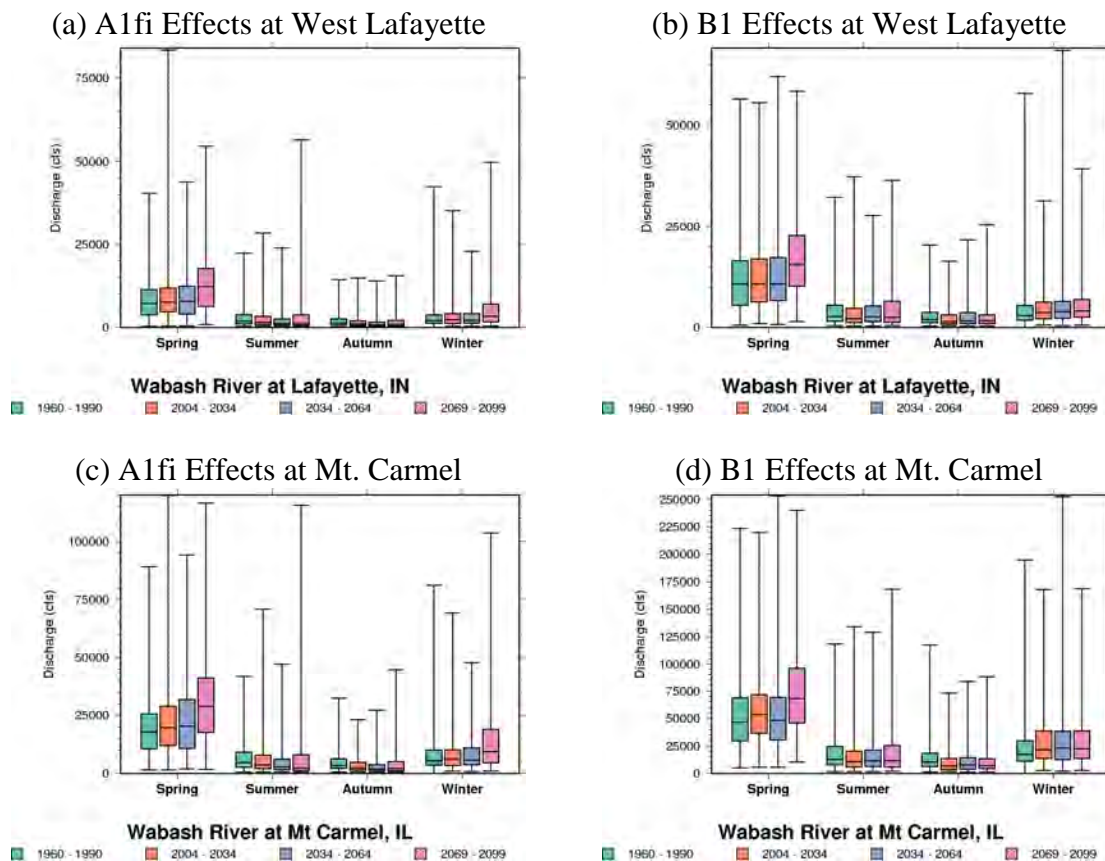 (a) A1fi Effects at West Lafayette
75000
50000
25000
0
Discharge (cfs)
Spring Summer Autumn Winter
Wabash River at Lafayette, IN
1960 - 1990 2004 - 2034 2034 - 2064 2069 - 2099
(b) B1 Effects at West Lafayette
50000
25000
0
Discharge (cfs)
Spring Summer Autumn Winter
Wabash River at Lafayette, IN
1960 - 1990 2004 - 2034 2034 - 2064 2069 - 2099
(c) A1fi Effects at Mt. Carmel
100000
75000
50000
25000
0
Discharge (cfs)
Spring Summer Autumn Winter
Wabash River at Mt Carmel, IL
1960 - 1990 2004 - 2034 2034 - 2064 2069 - 2099
(d) B1 Effects at Mt. Carmel
250000
225000
200000
175000
150000
125000
100000
75000
50000
25000
0
Discharge (cfs)
Spring Summer Autumn Winter
Wabash River at Mt Carmel, IL
1960 - 1990 2004 - 2034 2034 - 2064 2069 - 2099